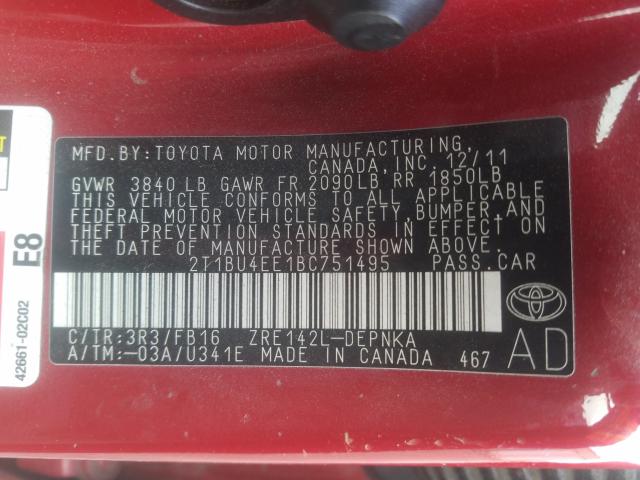 MFD.BY:TOYOTA MOTOR MANUFACTURING,
CANADA,INC. 12/11
GVWR 3840 LB GAWR FR 2090LB RR 1850LB
THIS VEHICLE CONFORMS TO ALL APPLICABLE
FEDERAL MOTOR VEHICLE SAFETY,BUMPER,AND
THEFT PREVENTION STANDARDS IN EFFECT ON
THE DATE OF MANUFACTURE SHOWN ABOVE.
2T1BU4EE1BC751495 PASS.CAR
C/TR:3R3/FB16 ZRE142L-DEPNKA
A/TM:-03A/U341E MADE IN CANADA 467
AD
E8
42661-02C02